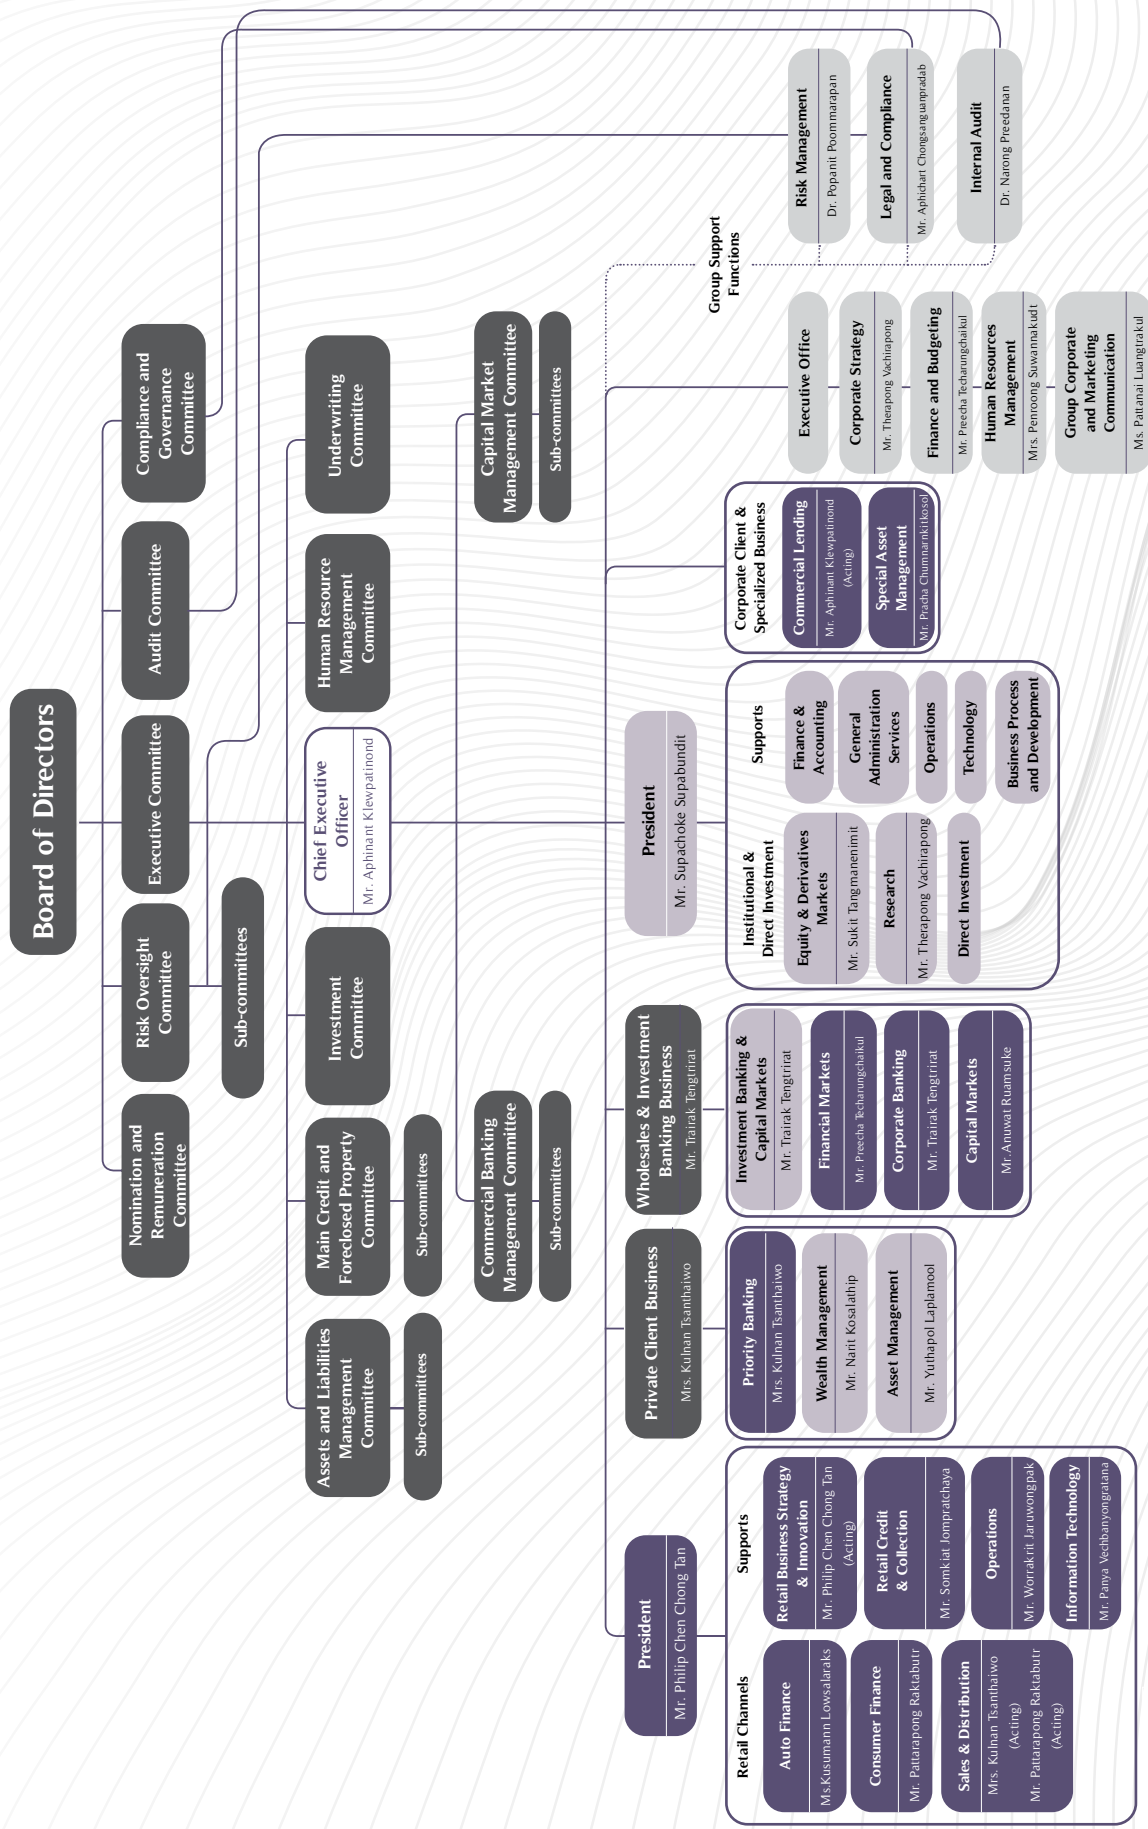 Board of Directors
Nomination and
Remuneration
Committee
Risk Oversight
Committee
Executive Committee
Audit Committee
Compliance and
Governance
Committee
Sub-committees
Assets and Liabilities
Management
Committee
Main Credit and
Foreclosed Property
Committee
Investment
Committee
Chief Executive
Officer
Mr. Aphinant Klewpatinond
Human Resource
Management
Committee
Underwriting
Committee
Sub-committees
Sub-committees
Commercial Banking
Management Committee
Capital Market
Management Committee
Sub-committees
Sub-committees
President
Mr. Philip Chen Chong Tan
Private Client Business
Mrs. Kulnan Tsanthaiwo
Wholesales & Investment
Banking Business
Mr. Trairak Tengtrirat
President
Mr. Supachoke Supabundit
Group Support
Functions
Retail Channels
Auto Finance
Ms.Kusumann Lowsalaraks
Consumer Finance
Mr. Pattarapong Raktabutr
Sales & Distribution
Mrs. Kulnan Tsanthaiwo
(Acting)
Mr. Pattarapong Raktabutr
(Acting)
Supports
Retail Business Strategy
& Innovation
Mr. Philip Chen Chong Tan
(Acting)
Retail Credit
& Collection
Mr. Somkiat Jompratchaya
Operations
Mr. Worrakrit Jaruwongpak
Information Technology
Mr. Panya Vechbanyongratana
Priority Banking
Mrs. Kulnan Tsanthaiwo
Wealth Management
Mr. Narit Kosalathip
Asset Management
Mr. Yuthapol Laplamool
Investment Banking &
Capital Markets
Mr. Trairak Tengtrirat
Financial Markets
Mr. Preecha Techarungchaikul
Corporate Banking
Mr. Trairak Tengtrirat
Capital Markets
Mr.Anuwat Ruamsuke
Institutional &
Direct Investment
Equity & Derivatives
Markets
Mr. Sukit Tangmanenimit
Research
Mr. Therapong Vachirapong
Direct Investment
Supports
Finance &
Accounting
General
Administration
Services
Operations
Technology
Business Process
and Development
Corporate Client &
Specialized Business
Commercial Lending
Mr. Aphinant Klewpatinond
(Acting)
Special Asset
Management
Mr. Pracha Chumnarnkitkosol
Executive Office
Corporate Strategy
Mr. Therapong Vachirapong
Finance and Budgeting
Mr. Preecha Techarungchaikul
Human Resources
Management
Mrs. Penroong Suwannakudt
Group Corporate
and Marketing
Communication
Ms. Pattanai Luangtrakul
Risk Management
Dr. Popanit Poommarapan
Legal and Compliance
Mr. Aphichart Chongsanguanpradab
Internal Audit
Dr. Narong Preedanan